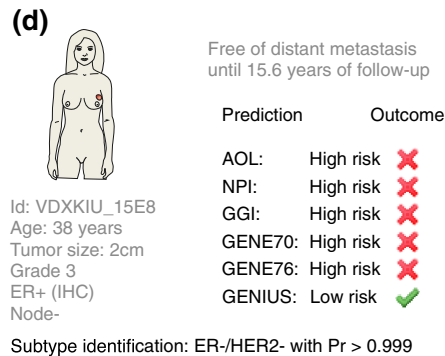 (d)
Free of distant metastasis
until 15.6 years of follow-up
Prediction Outcome
AOL: High risk
NPI: High risk
GGI: High risk
GENE70: High risk
GENE76: High risk
GENIUS: Low risk
Id: VDXKIU_15E8
Age: 38 years
Tumor size: 2cm
Grade 3
ER+ (IHC)
Node-
Subtype identification: ER-/HER2- with Pr > 0.999